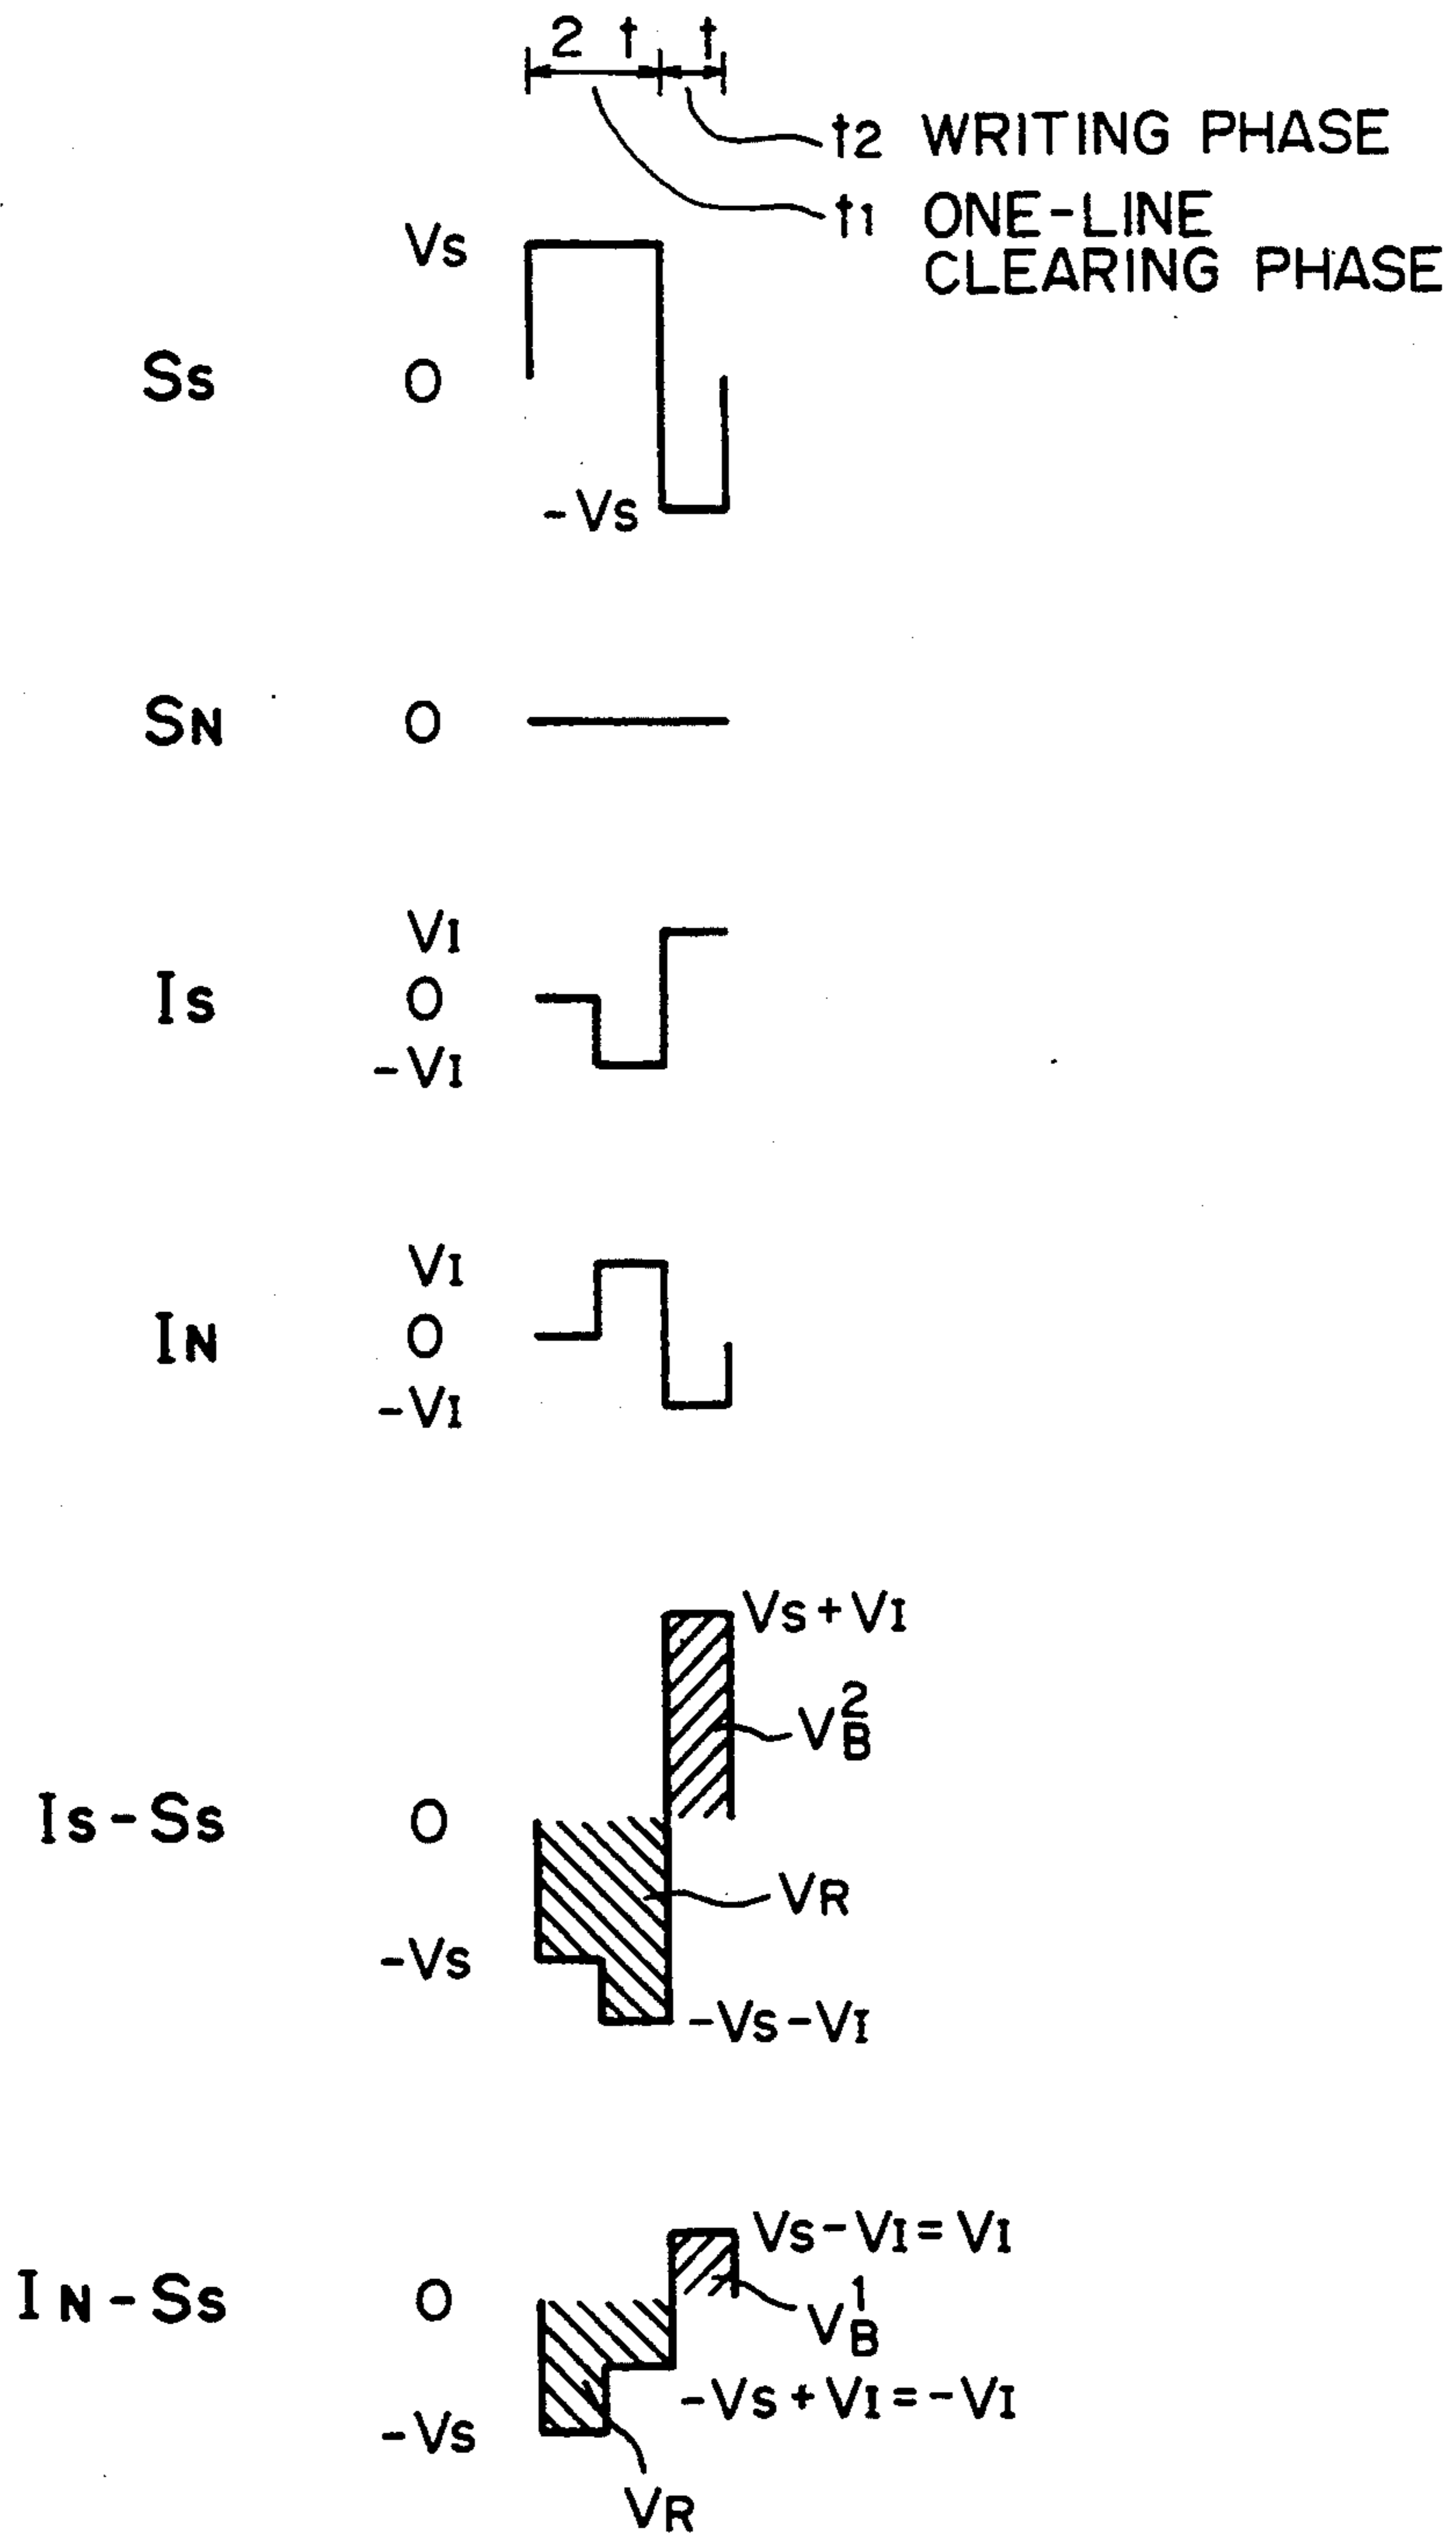 2 t t
t2 WRITING PHASE
t1 ONE-LINE
CLEARING PHASE
Vs
Ss 0
-Vs
SN 0
VI
Is 0
-VI
VI
IN 0
-VI
Vs+VI
V²B
Is-Ss 0
VR
-Vs
-Vs-VI
Vs-VI=VI
IN-Ss 0
V¹B
-Vs+VI=-VI
-Vs
VR